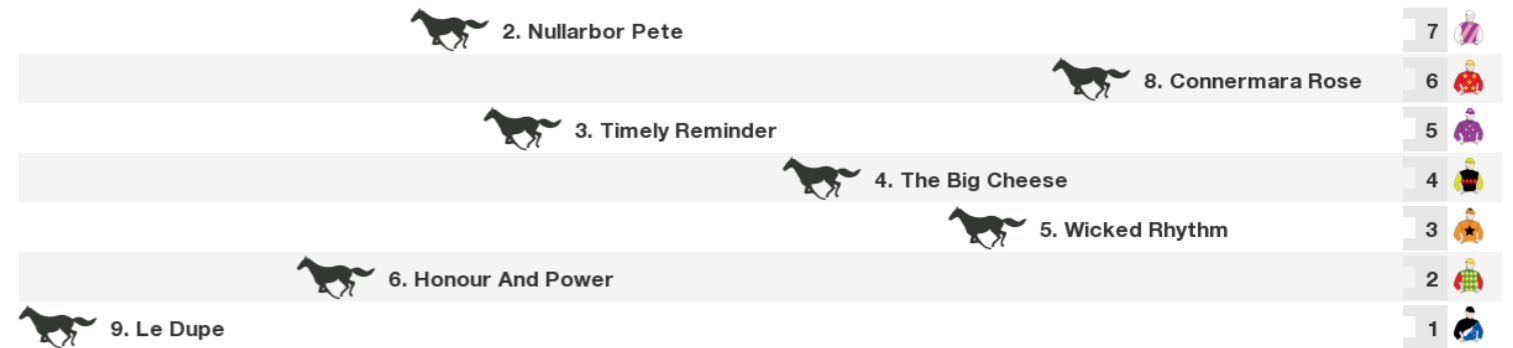 2. Nullarbor Pete 7
8. Connermara Rose 6
3. Timely Reminder 5
4. The Big Cheese 4
5. Wicked Rhythm 3
6. Honour And Power 2
9. Le Dupe 1